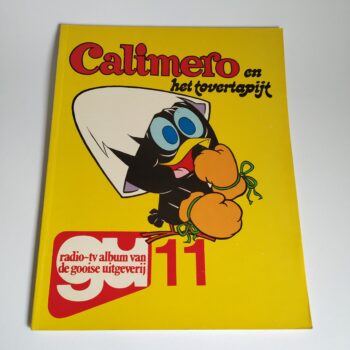 Calimero en
het tovertapijt
gu
radio-tv album van
de gooise uitgeverij
11